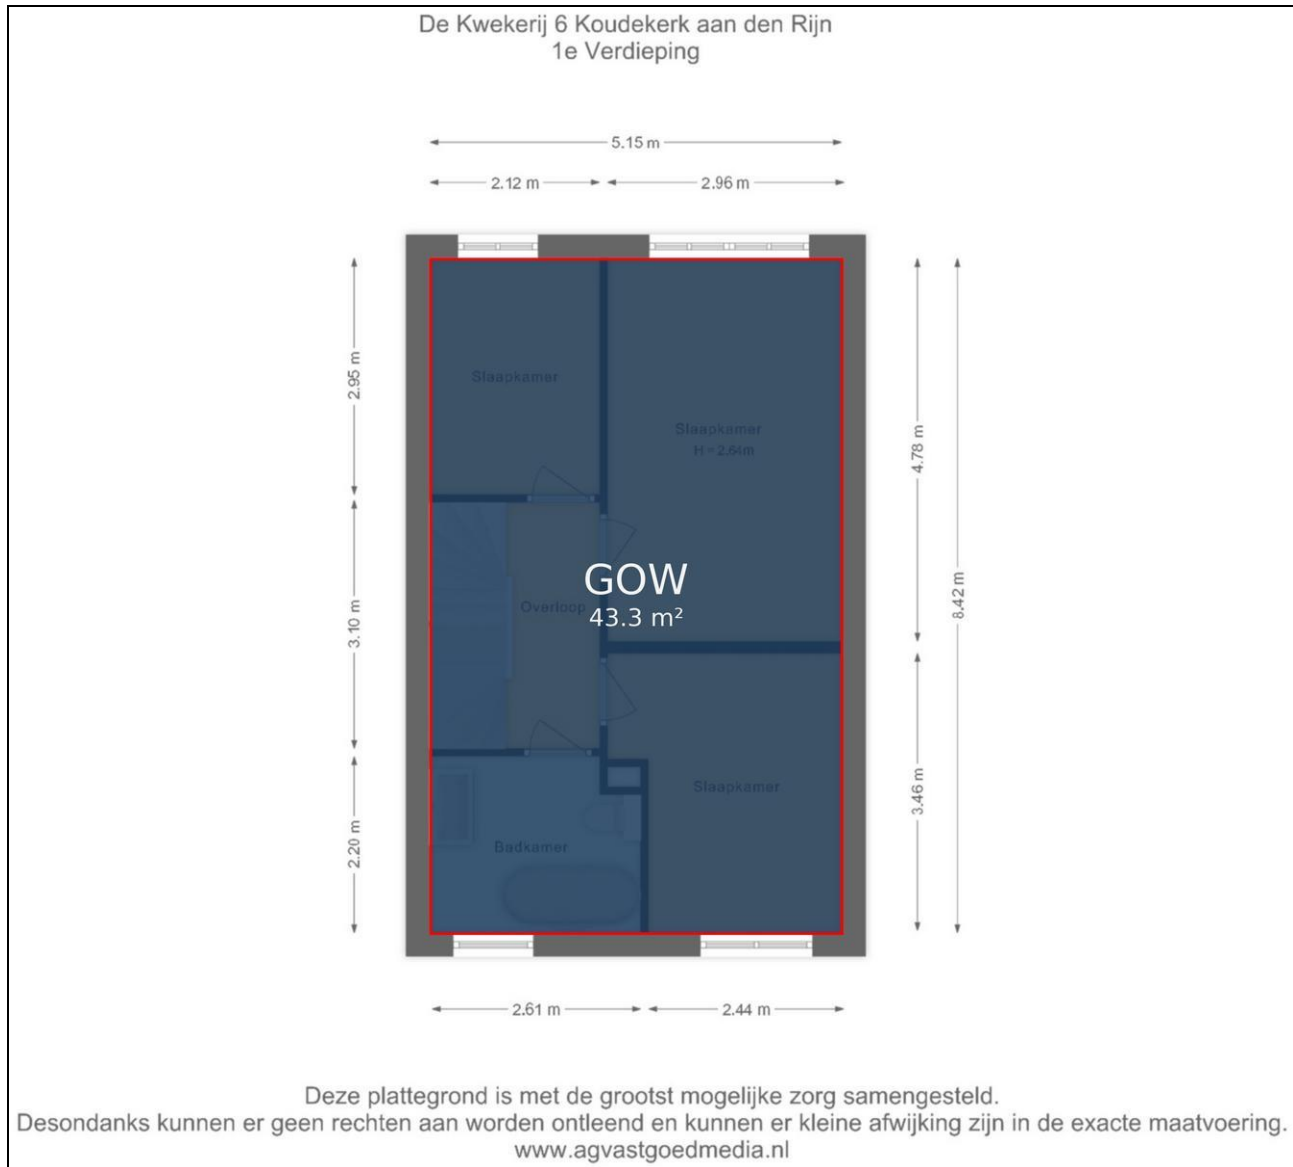 De Kwekerij 6 Koudekerk aan den Rijn
1e Verdieping
5.15 m
2.12 m
2.96 m
2.95 m
Slaapkamer
Slaapkamer
H = 2.64m
4.78 m
8.42 m
GOW
43.3 m²
Overloop
3.10 m
Slaapkamer
3.46 m
Badkamer
2.20 m
2.61 m
2.44 m
Deze plattegrond is met de grootst mogelijke zorg samengesteld.
Desondanks kunnen er geen rechten aan worden ontleend en kunnen er kleine afwijking zijn in de exacte maatvoering.
www.agvastgoedmedia.nl